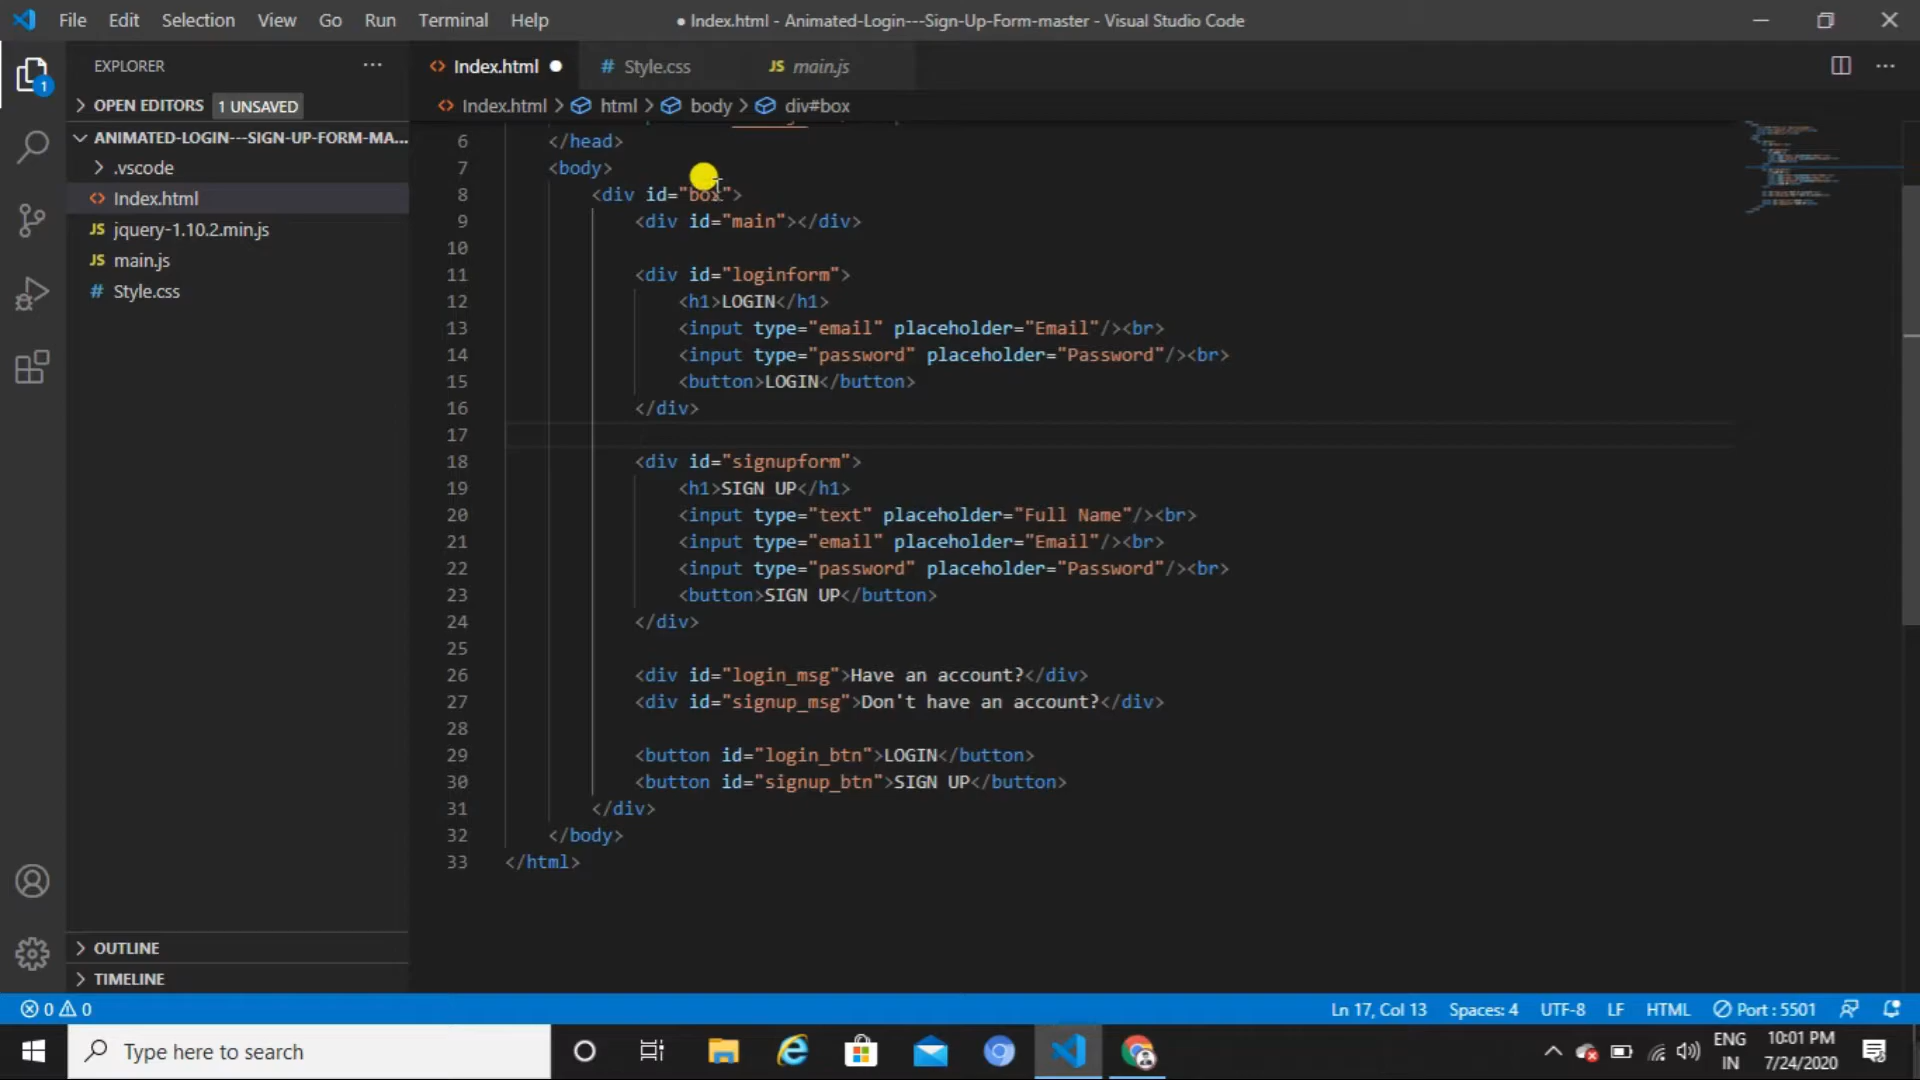 File Edit Selection View Go Run Terminal Help
● Index.html - Animated-Login---Sign-Up-Form-master - Visual Studio Code
EXPLORER
1
OPEN EDITORS 1 UNSAVED
ANIMATED-LOGIN---SIGN-UP-FORM-MA...
.vscode
<> Index.html
JS jquery-1.10.2.min.js
JS main.js
# Style.css
OUTLINE
TIMELINE
<> Index.html ● # Style.css JS main.js
<> Index.html > html > body > div#box
6 </head>
7 <body>
8 <div id="box">
9 <div id="main"></div>
10
11 <div id="loginform">
12 <h1>LOGIN</h1>
13 <input type="email" placeholder="Email"/><br>
14 <input type="password" placeholder="Password"/><br>
15 <button>LOGIN</button>
16 </div>
17
18 <div id="signupform">
19 <h1>SIGN UP</h1>
20 <input type="text" placeholder="Full Name"/><br>
21 <input type="email" placeholder="Email"/><br>
22 <input type="password" placeholder="Password"/><br>
23 <button>SIGN UP</button>
24 </div>
25
26 <div id="login_msg">Have an account?</div>
27 <div id="signup_msg">Don't have an account?</div>
28
29 <button id="login_btn">LOGIN</button>
30 <button id="signup_btn">SIGN UP</button>
31 </div>
32 </body>
33 </html>
0 0 Ln 17, Col 13 Spaces: 4 UTF-8 LF HTML Port : 5501
Type here to search
ENG
IN
10:01 PM
7/24/2020